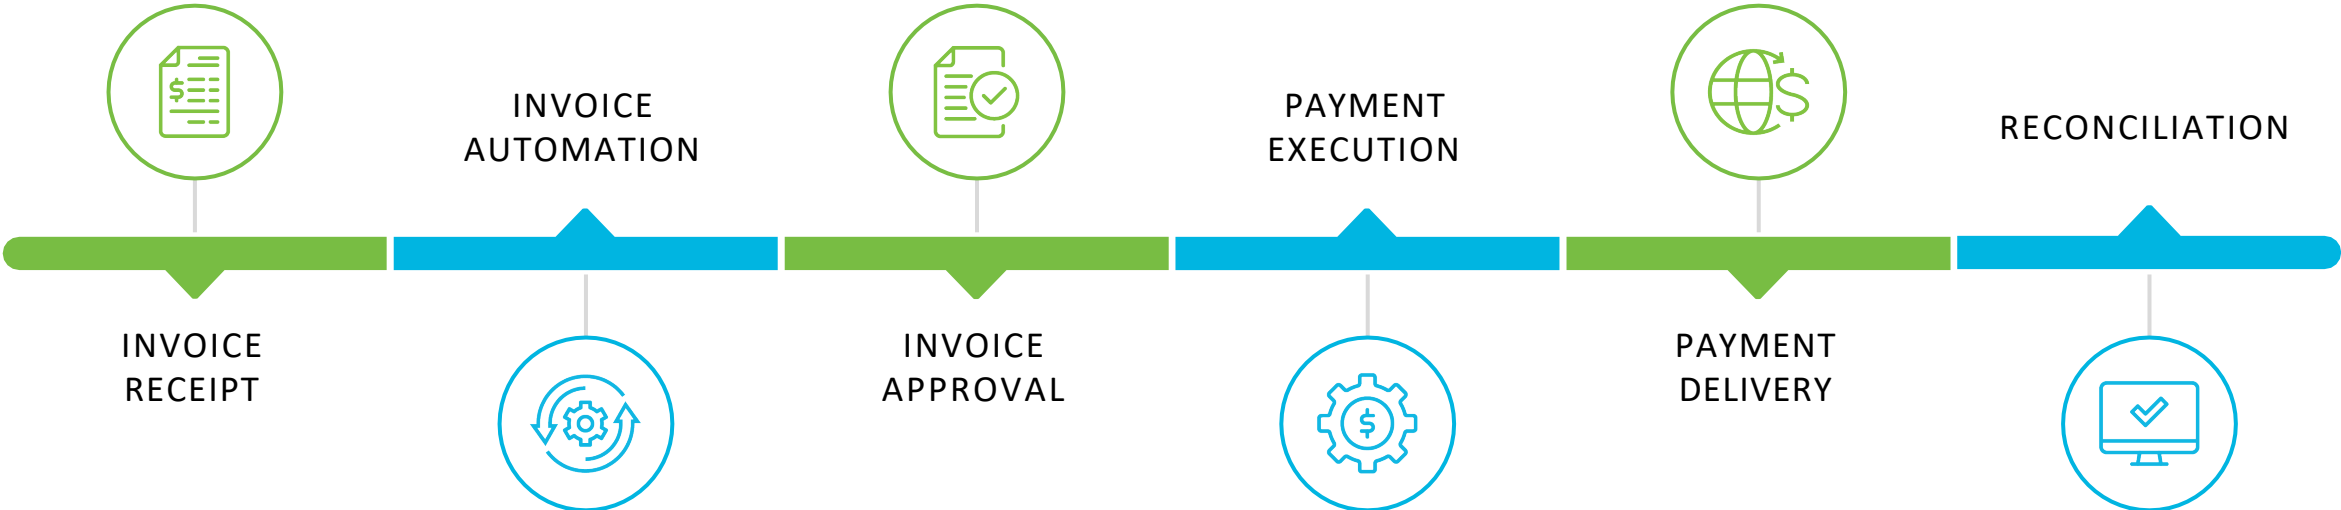 INVOICE
RECEIPT
INVOICE
AUTOMATION
INVOICE
APPROVAL
PAYMENT
EXECUTION
PAYMENT
DELIVERY
RECONCILIATION